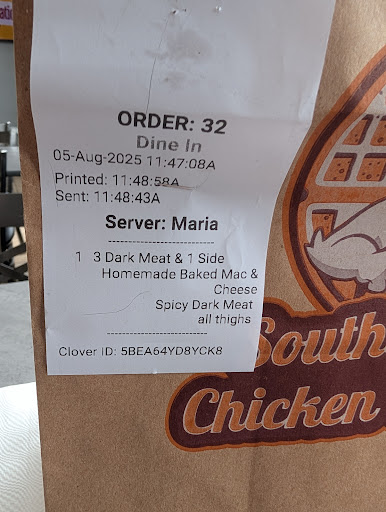 ORDER: 32
Dine In
05-Aug-2025 11:47:08A
Printed: 11:48:58A
Sent: 11:48:43A
Server: Maria
1 3 Dark Meat & 1 Side
Homemade Baked Mac &
Cheese
Spicy Dark Meat
all thighs
Clover ID: 5BEA64YD8YCK8
South
Chicken